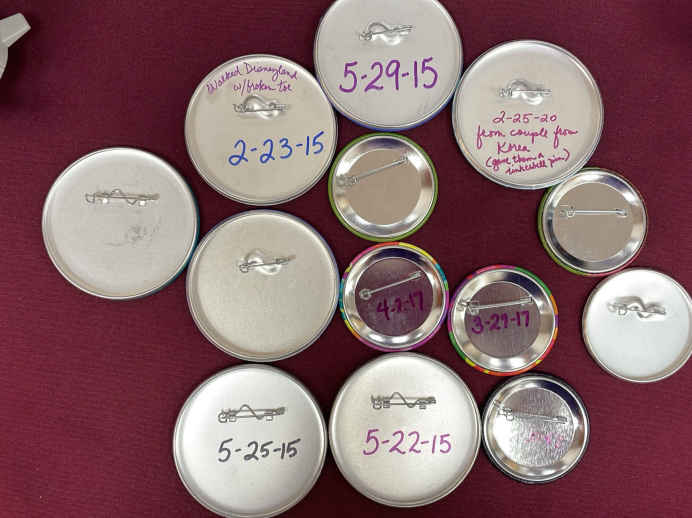 5-29-15
Walked Disneyland
w/broken toe
2-23-15
2-25-20
from couple from
Korea
(gave them a
tinkerbell pin)
4-2-17
3-29-17
5-25-15
5-22-15